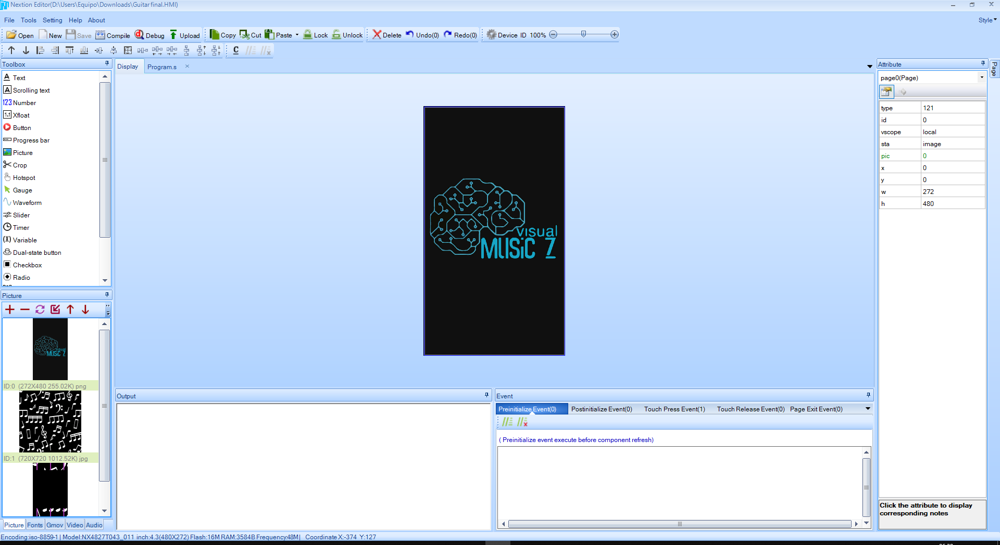 Nextion Editor(D:\Users\Equipo\Downloads\Guitarfinal.HMI)
File Tools Setting Help About
Style
Open New Save Compile Debug Upload Copy Cut Paste Lock Unlock Delete Undo(0) Redo(0) Device ID 100%
Toolbox
Display Program.s
Attribute
Page
Text
Scrolling text
Number
Xfloat
Button
Progress bar
Picture
Crop
Hotspot
Gauge
Waveform
Slider
Timer
Variable
Dual-state button
Checkbox
Radio
visual
MUSiC 7
page0(Page)
type 121
id 0
vscope local
sta image
pic 0
x 0
y 0
w 272
h 480
Picture
visual
MUSiC 7
ID:0 (272X480 255.02K) png
ID:1 (720X720 1012.52K) jpg
Picture Fonts Gmov Video Audio
Output
Event
Preinitialize Event(0) Postinitialize Event(0) Touch Press Event(1) Touch Release Event(0) Page Exit Event(0)
( Preinitialize event execute before component refresh)
Click the attribute to display
corresponding notes
Encoding:iso-8859-1 | Model:NX4827T043_011 inch:4.3(480X272) Flash:16M RAM:3584B Frequency:48M | Coordinate X:-374 Y:127